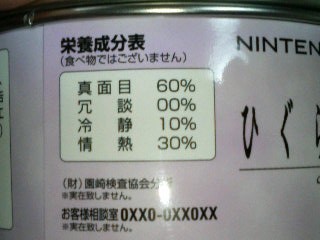 栄養成分表
(食べ物ではございません)
真面目 60%
冗談 00%
冷静 10%
情熱 30%
(財)園崎検査協会分析
※実在致しません。
お客様相談室 0XX0-0XX0XX
※実在致しません。
NINTEN
ひぐら